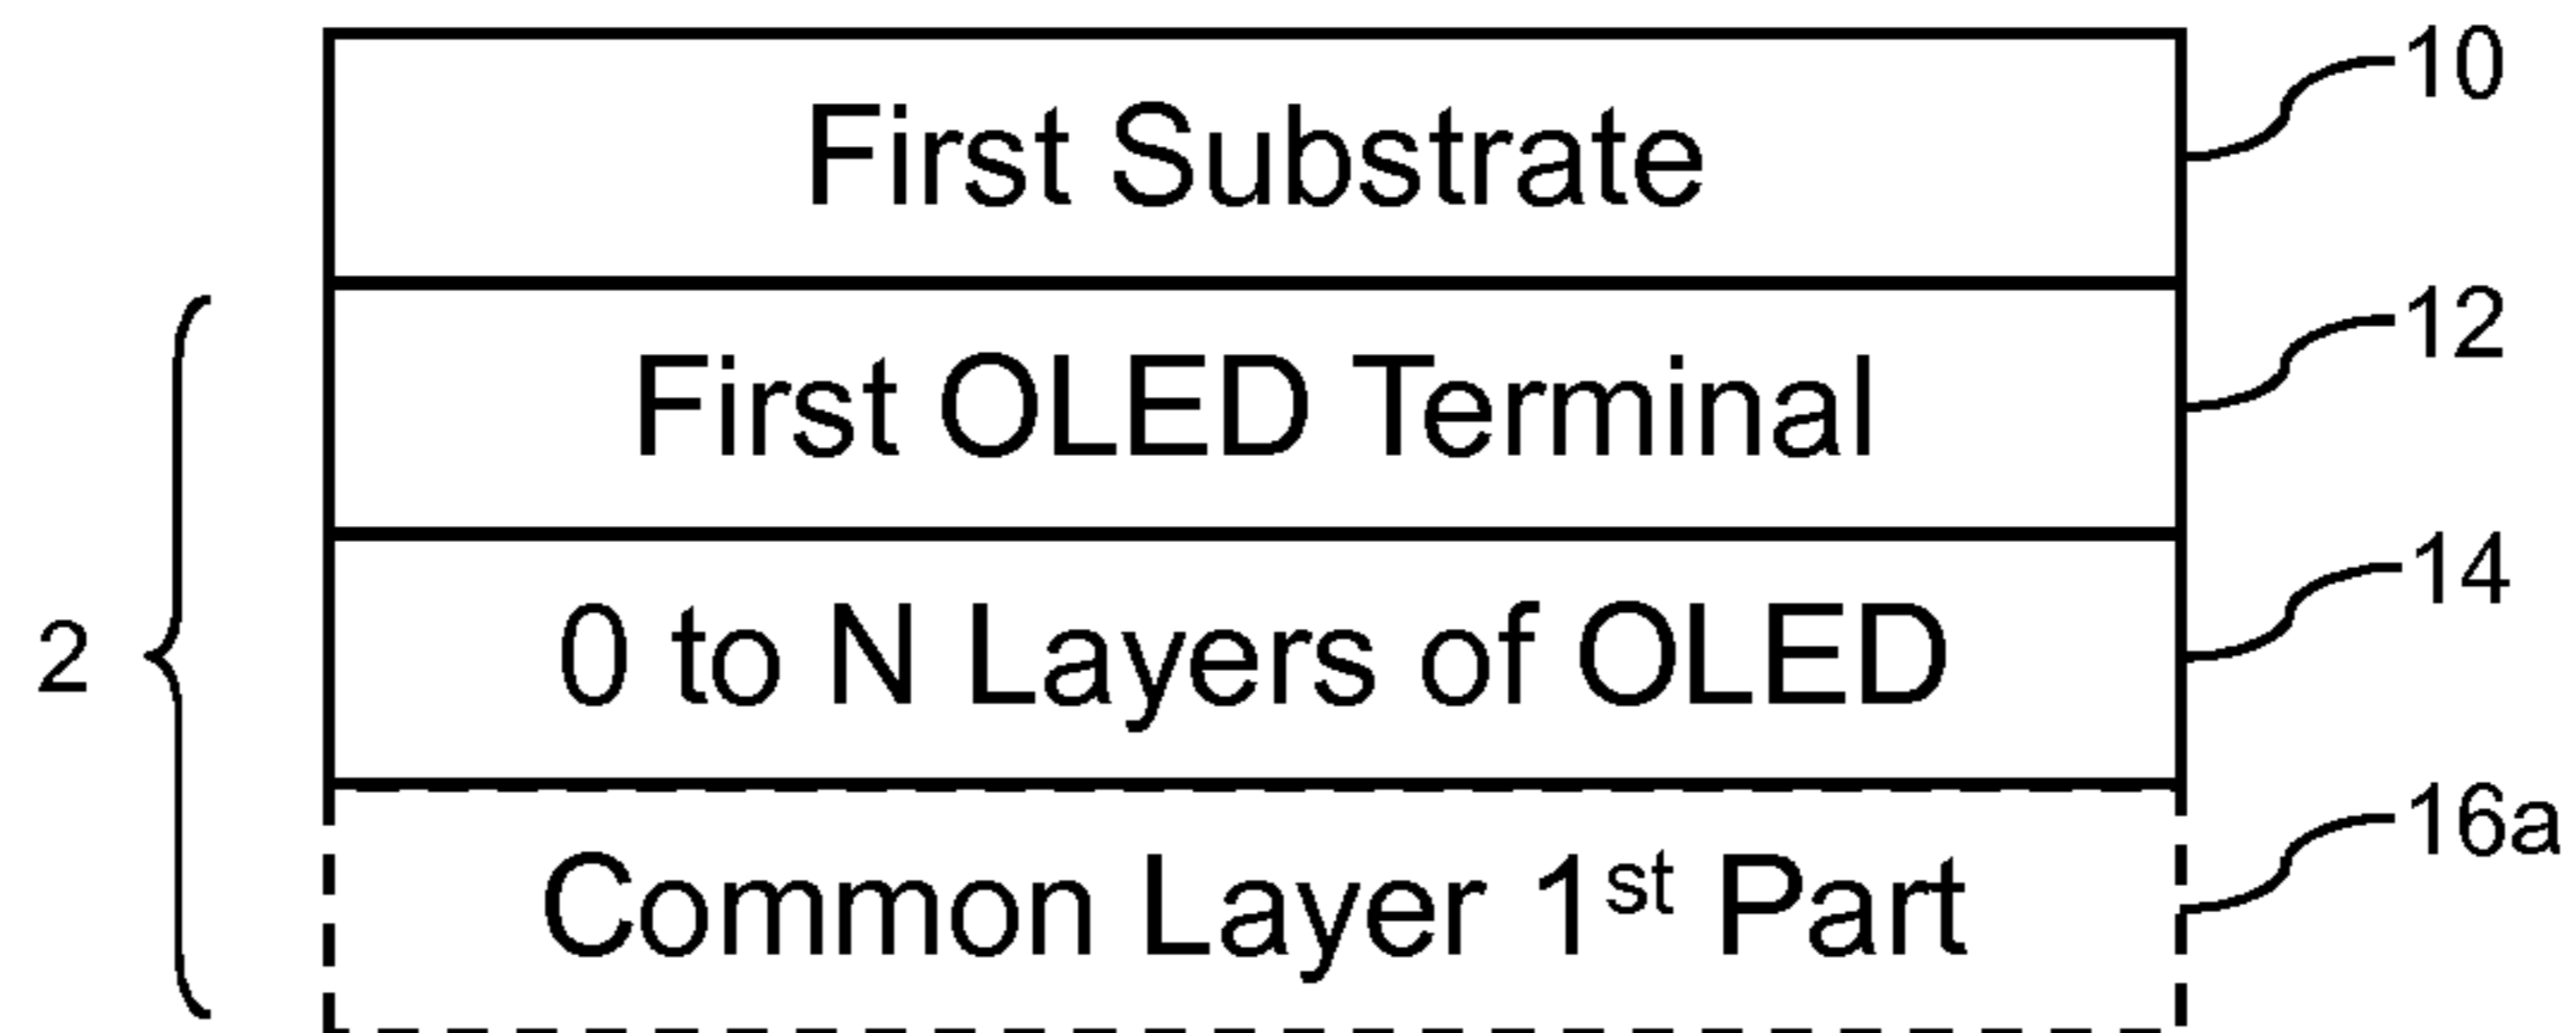 First Substrate 10
First OLED Terminal 12
2
0 to N Layers of OLED 14
Common Layer 1st Part 16a